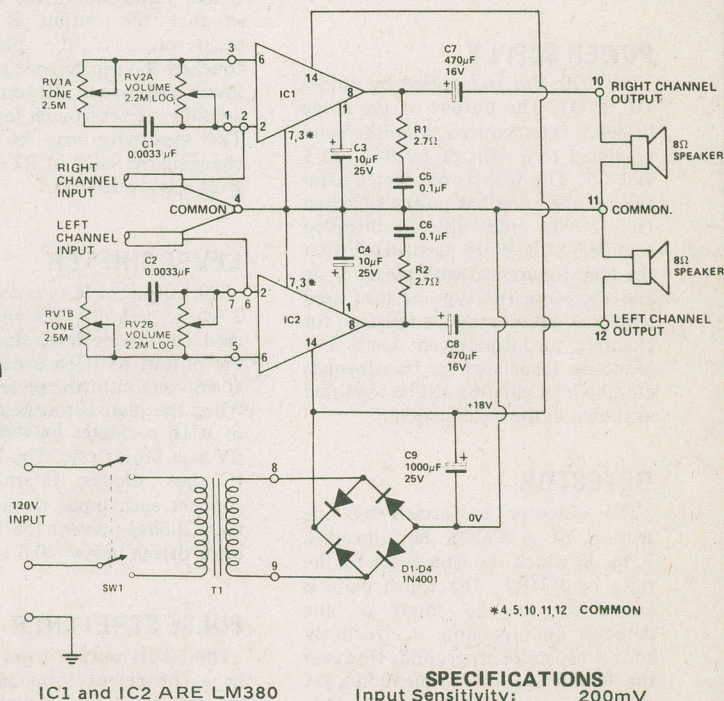 RV1A
TONE
2.5M
RV2A
VOLUME
2.2M LOG
C1
0.0033 µF
3
6
1
2
2
14
IC1
8
1
7,3*
C3
10µF
25V
C7
470µF
16V
+
10
RIGHT CHANNEL
OUTPUT
R1
2.7Ω
C5
0.1µF
8Ω
SPEAKER
RIGHT
CHANNEL
INPUT
COMMON
4
11
COMMON.
LEFT
CHANNEL
INPUT
C6
0.1µF
C4
10µF
25V
R2
2.7Ω
8Ω
SPEAKER
C2
0.0033µF
7
6
2
7,3*
1
IC2
8
RV1B
TONE
2.5M
RV2B
VOLUME
2.2M LOG
5
6
14
C8
470µF
16V
+
LEFT CHANNEL
OUTPUT
12
+18V
C9
1000µF
25V
0V
120V
INPUT
SW1
T1
8
9
D1-D4
1N4001
*4,5,10,11,12 COMMON
IC1 and IC2 ARE LM380
SPECIFICATIONS
Input Sensitivity: 200mV